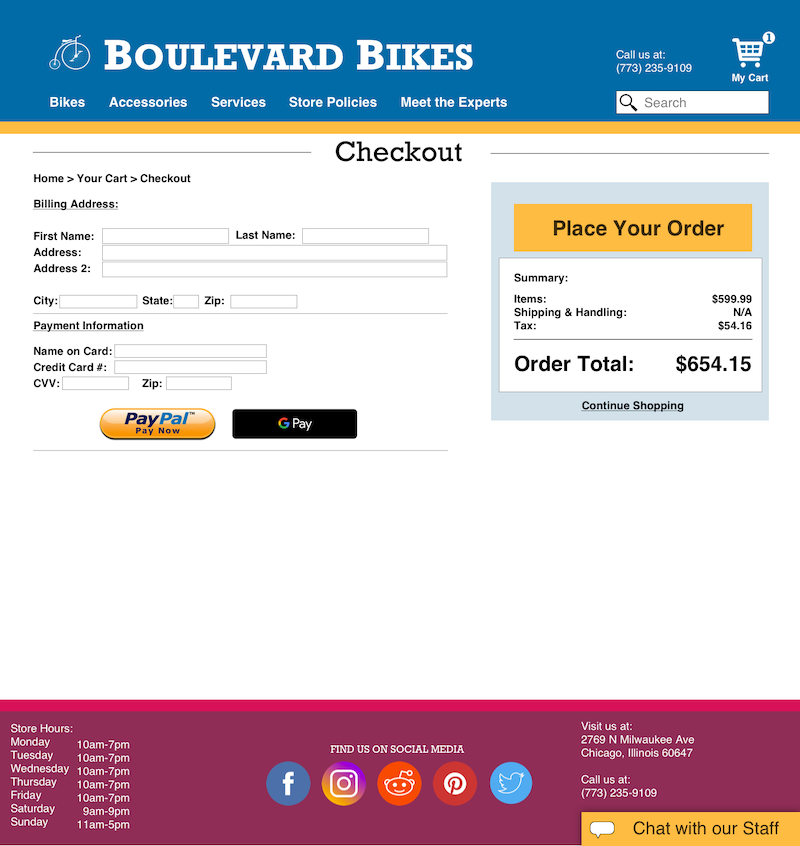 BOULEVARD BIKES
Call us at:
(773) 235-9109
1
My Cart
Bikes Accessories Services Store Policies Meet the Experts
Search
Checkout
Home > Your Cart > Checkout
Billing Address:
First Name: Last Name:
Address:
Address 2:
City: State: Zip:
Payment Information
Name on Card:
Credit Card #:
CVV: Zip:
PayPal™
Pay Now
G Pay
Place Your Order
Summary:
Items: $599.99
Shipping & Handling: N/A
Tax: $54.16
Order Total: $654.15
Continue Shopping
Store Hours:
Monday 10am-7pm
Tuesday 10am-7pm
Wednesday 10am-7pm
Thursday 10am-7pm
Friday 10am-7pm
Saturday 9am-9pm
Sunday 11am-5pm
FIND US ON SOCIAL MEDIA
Visit us at:
2769 N Milwaukee Ave
Chicago, Illinois 60647
Call us at:
(773) 235-9109
Chat with our Staff